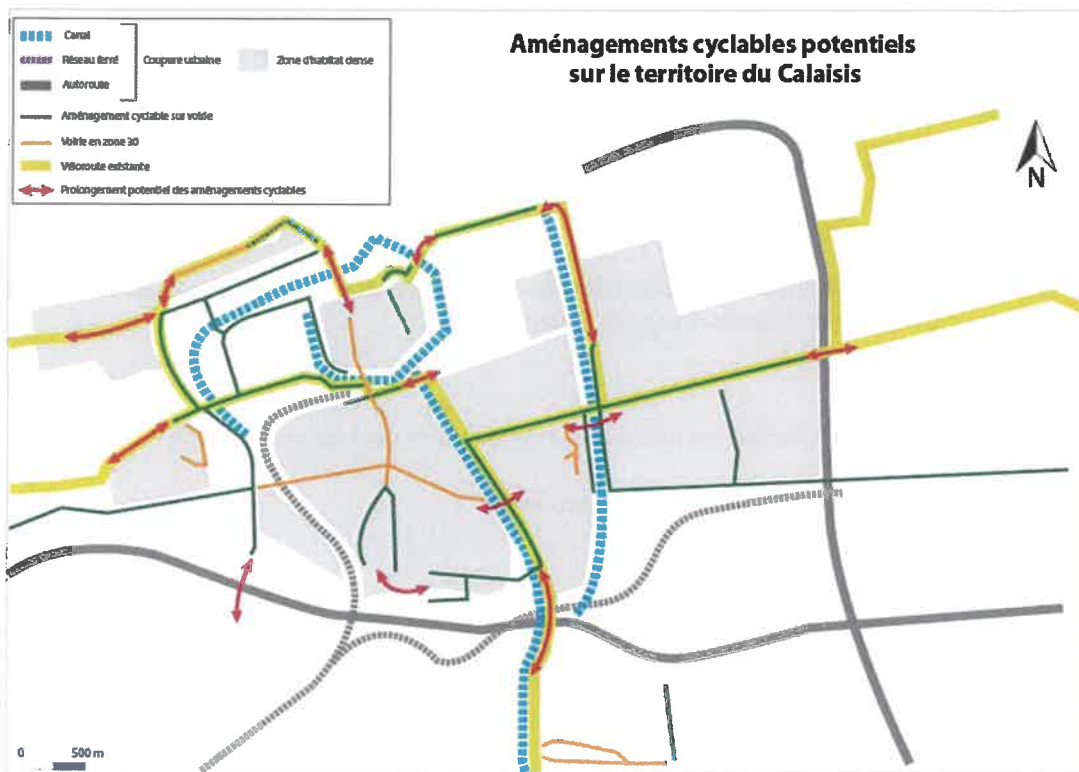 Aménagements cyclables potentiels
sur le territoire du Calaisis
Canal
Réseau ferré
Autoroute
Coupure urbaine
Zone d'habitat dense
Aménagement cyclable sur voirie
Voirie en zone 30
Véloroute existante
Prolongement potentiel des aménagements cyclables
N
0 500 m